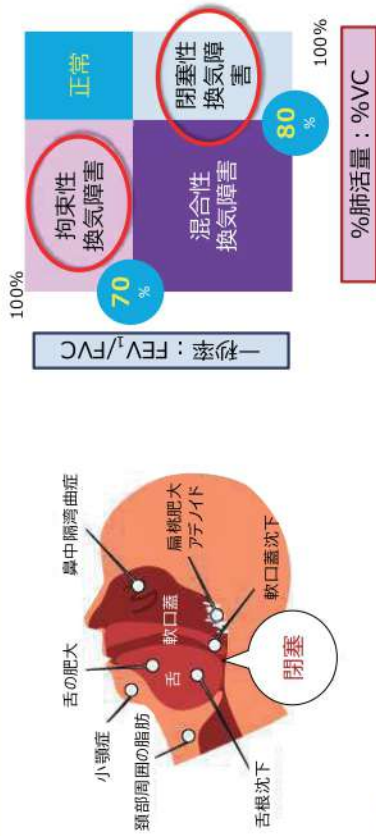 鼻中隔湾曲症
舌の肥大
小顎症
頚部周囲の脂肪
舌
軟口蓋
扁桃肥大
アデノイド
軟口蓋沈下
舌根沈下
閉塞
100%
一秒率：FEV1/FVC
70
%
拘束性
換気障害
正常
混合性
換気障害
閉塞性
換気障
害
80
%
100%
%肺活量：%VC